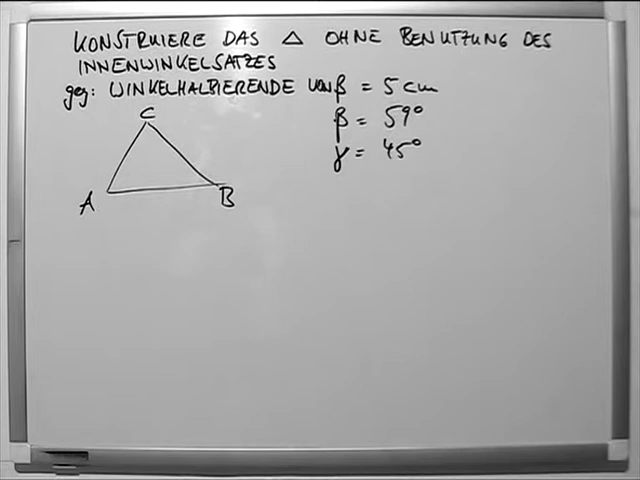 KONSTRUIERE DAS △ OHNE BENUTZUNG DES
INNENWINKELSATZES
geg: WINKELHALBIERENDE von β = 5 cm
β = 59°
γ = 45°
C
A
B